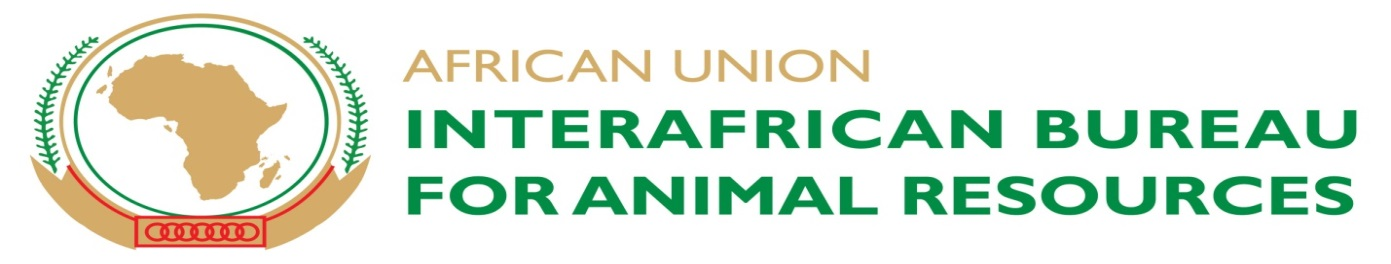 AFRICAN UNION
INTERAFRICAN BUREAU
FOR ANIMAL RESOURCES